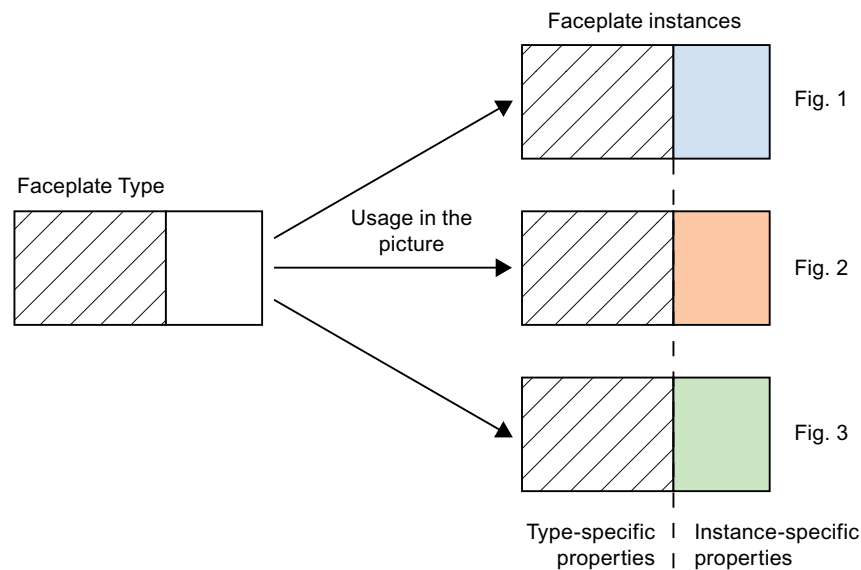 Faceplate instances
Fig. 1
Faceplate Type
Usage in the
picture
Fig. 2
Fig. 3
Type-specific
properties
Instance-specific
properties